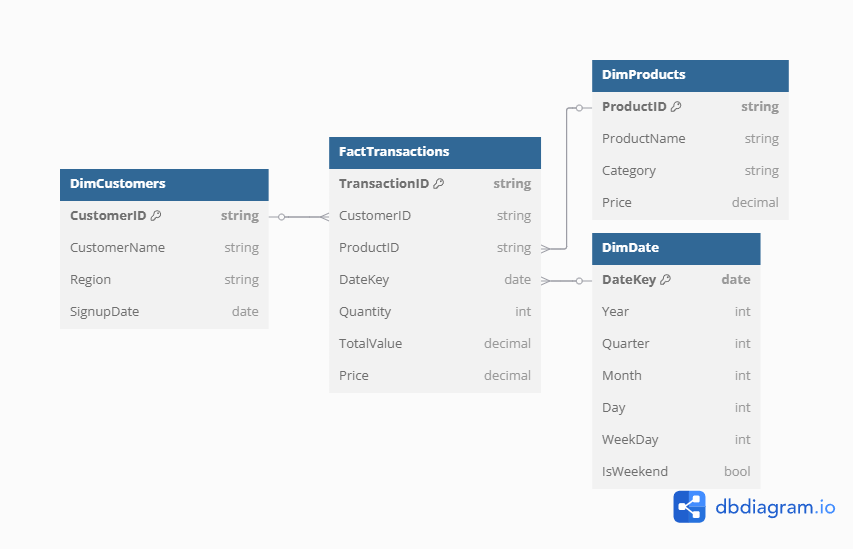 DimCustomers
CustomerID string
CustomerName string
Region string
SignupDate date
FactTransactions
TransactionID string
CustomerID string
ProductID string
DateKey date
Quantity int
TotalValue decimal
Price decimal
DimProducts
ProductID string
ProductName string
Category string
Price decimal
DimDate
DateKey date
Year int
Quarter int
Month int
Day int
WeekDay int
IsWeekend bool
dbdiagram.io